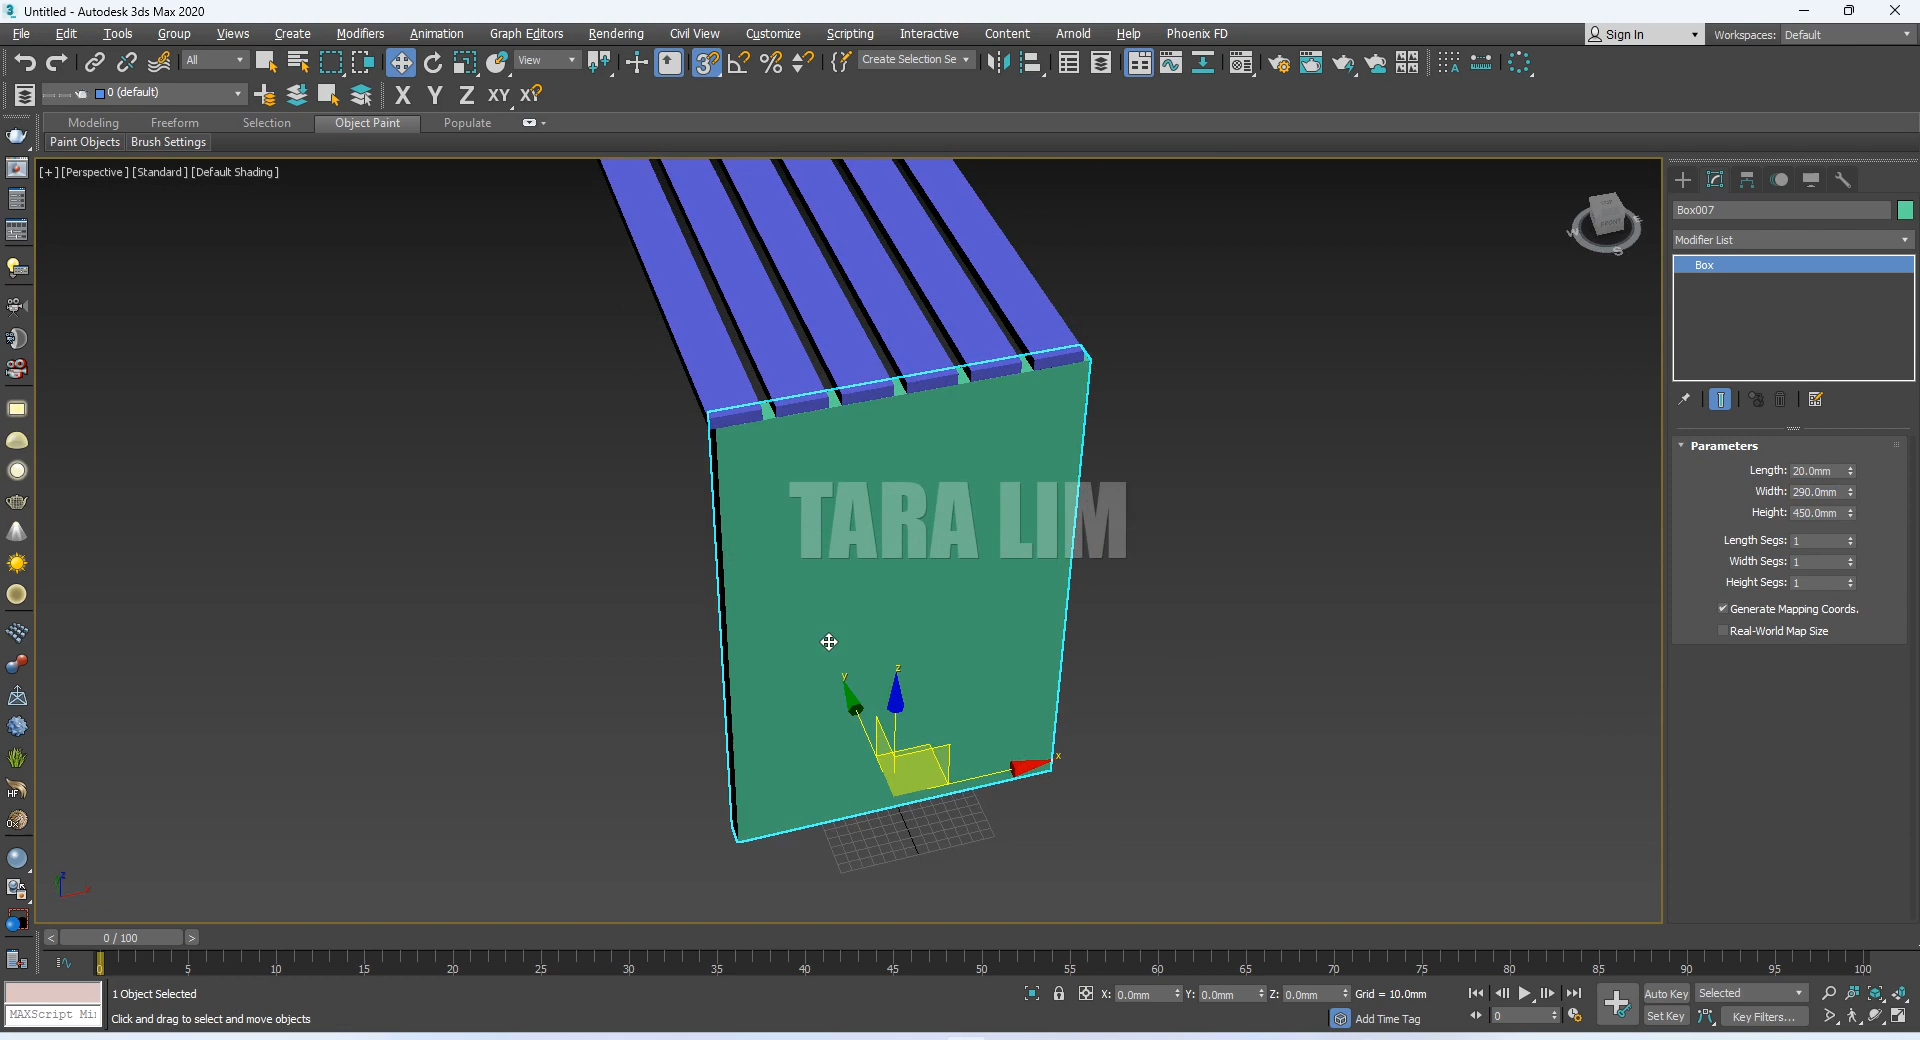 Untitled - Autodesk 3ds Max 2020
File Edit Tools Group Views Create Modifiers Animation Graph Editors Rendering Civil View Customize Scripting Interactive Content Arnold Help Phoenix FD
Sign In Workspaces: Default
All View Create Selection Se
0 (default) X Y Z XY XY
Modeling Freeform Selection Object Paint Populate
Paint Objects Brush Settings
[+] [Perspective] [Standard] [Default Shading]
Box007
Modifier List
Box
Parameters
Length: 20.0mm
Width: 290.0mm
Height: 450.0mm
Length Segs: 1
Width Segs: 1
Height Segs: 1
Generate Mapping Coords.
Real-World Map Size
TARA LIM
z
y
x
0 / 100
0 5 10 15 20 25 30 35 40 45 50 55 60 65 70 75 80 85 90 95 100
1 Object Selected
X: 0.0mm Y: 0.0mm Z: 0.0mm Grid = 10.0mm
Auto Key Selected
MAXScript Mi
Click and drag to select and move objects
Add Time Tag
0
Set Key Key Filters...